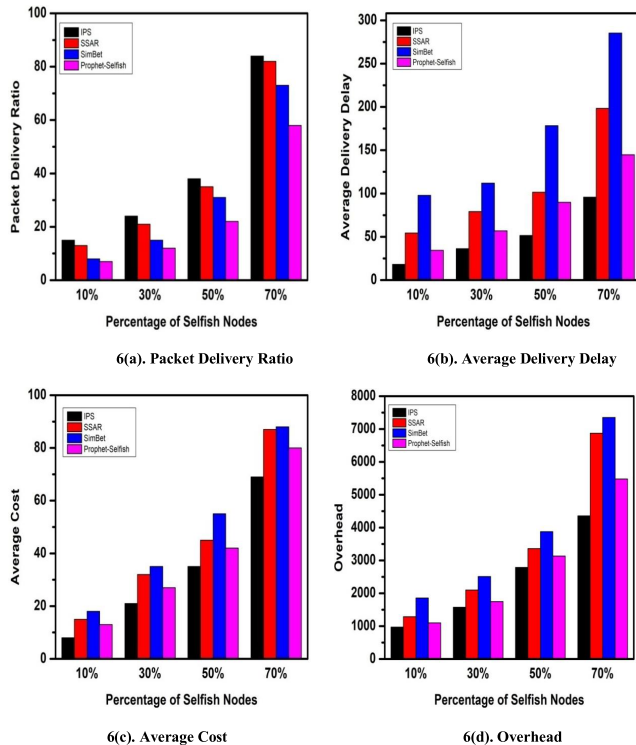 100
80
60
40
20
0
Packet Delivery Ratio
IPS
SSAR
SimBet
Prophet-Selfish
10% 30% 50% 70%
Percentage of Selfish Nodes
6(a). Packet Delivery Ratio
300
250
200
150
100
50
0
Average Delivery Delay
IPS
SSAR
SimBet
Prophet-Selfish
10% 30% 50% 70%
Percentage of Selfish Nodes
6(b). Average Delivery Delay
100
80
60
40
20
0
Average Cost
IPS
SSAR
SimBet
Prophet-Selfish
10% 30% 50% 70%
Percentage of Selfish Nodes
6(c). Average Cost
8000
7000
6000
5000
4000
3000
2000
1000
0
Overhead
IPS
SSAR
SimBet
Prophet-Selfish
10% 30% 50% 70%
Percentage of Selfish Nodes
6(d). Overhead